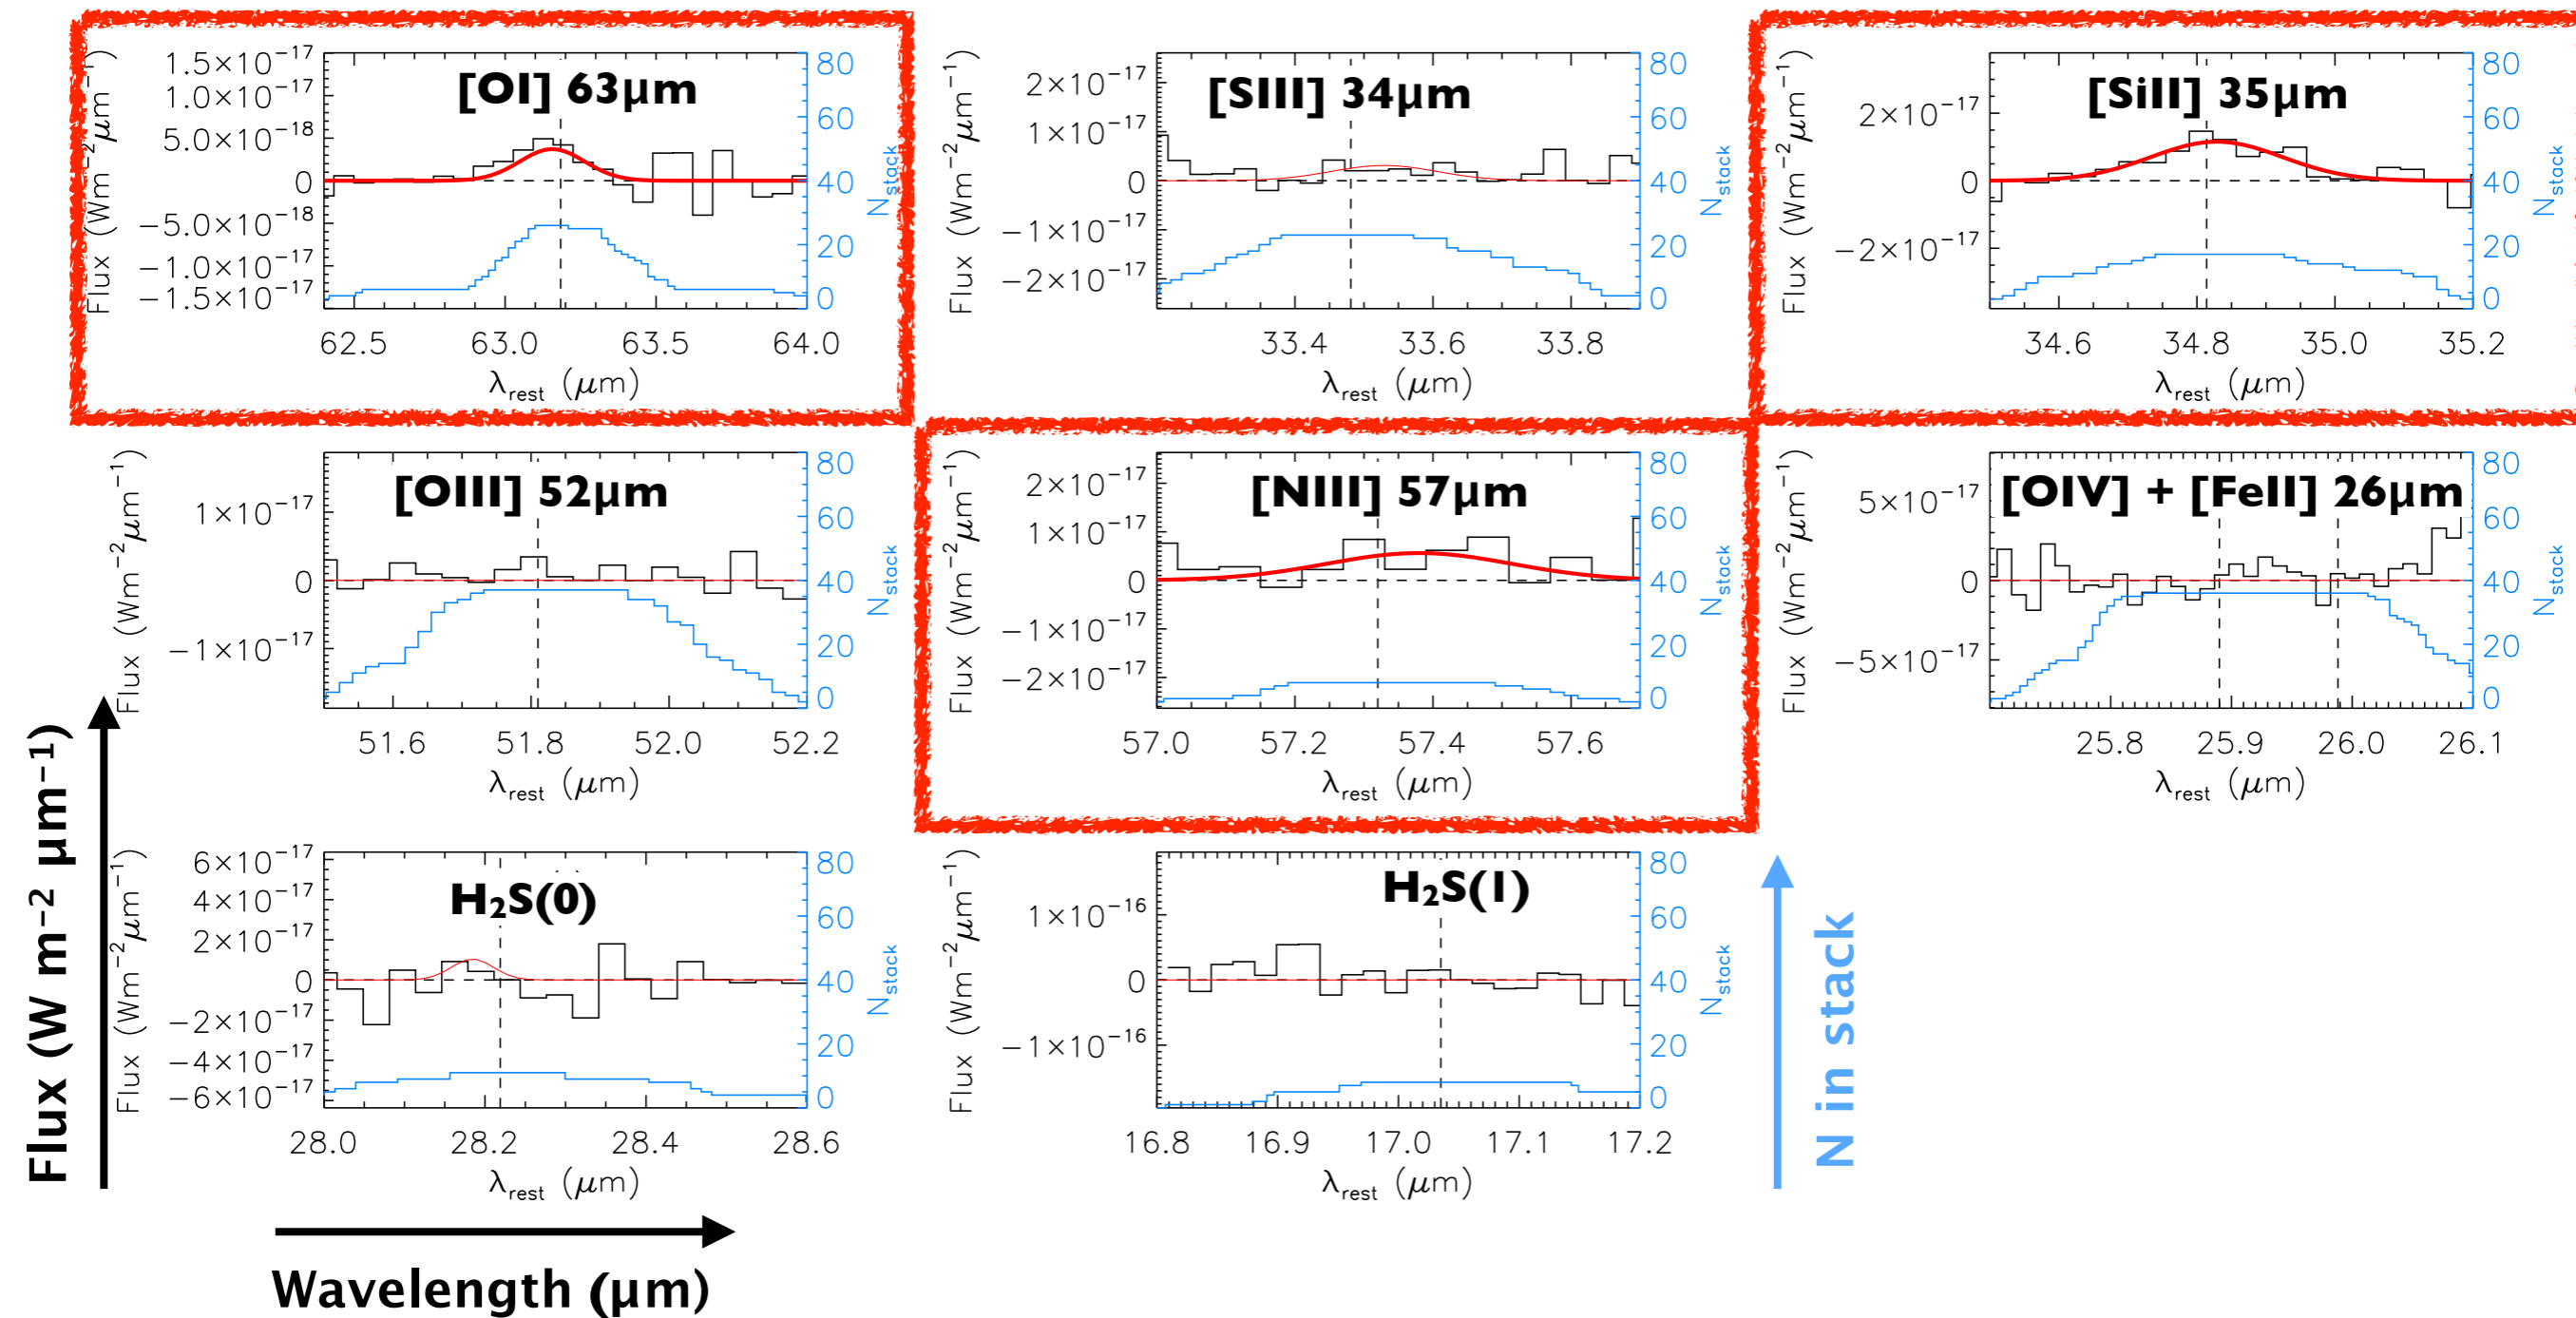 [OI] 63μm
1.5×10⁻¹⁷
1.0×10⁻¹⁷
5.0×10⁻¹⁸
0
−5.0×10⁻¹⁸
−1.0×10⁻¹⁷
−1.5×10⁻¹⁷
Flux (Wm⁻²μm⁻¹)
80
60
40
20
0
N_stack
62.5 63.0 63.5 64.0
λ_rest (μm)
[SIII] 34μm
2×10⁻¹⁷
1×10⁻¹⁷
0
−1×10⁻¹⁷
−2×10⁻¹⁷
Flux (Wm⁻²μm⁻¹)
80
60
40
20
0
N_stack
33.4 33.6 33.8
λ_rest (μm)
[SiII] 35μm
2×10⁻¹⁷
0
−2×10⁻¹⁷
Flux (Wm⁻²μm⁻¹)
80
60
40
20
0
N_stack
34.6 34.8 35.0 35.2
λ_rest (μm)
[OIII] 52μm
1×10⁻¹⁷
0
−1×10⁻¹⁷
Flux (Wm⁻²μm⁻¹)
80
60
40
20
0
N_stack
51.6 51.8 52.0 52.2
λ_rest (μm)
[NIII] 57μm
2×10⁻¹⁷
1×10⁻¹⁷
0
−1×10⁻¹⁷
−2×10⁻¹⁷
Flux (Wm⁻²μm⁻¹)
80
60
40
20
0
N_stack
57.0 57.2 57.4 57.6
λ_rest (μm)
[OIV] + [FeII] 26μm
5×10⁻¹⁷
0
−5×10⁻¹⁷
Flux (Wm⁻²μm⁻¹)
80
60
40
20
0
N_stack
25.8 25.9 26.0 26.1
λ_rest (μm)
H₂S(0)
6×10⁻¹⁷
4×10⁻¹⁷
2×10⁻¹⁷
0
−2×10⁻¹⁷
−4×10⁻¹⁷
−6×10⁻¹⁷
Flux (Wm⁻²μm⁻¹)
80
60
40
20
0
N_stack
28.0 28.2 28.4 28.6
λ_rest (μm)
H₂S(1)
1×10⁻¹⁶
0
−1×10⁻¹⁶
Flux (Wm⁻²μm⁻¹)
80
60
40
20
0
N_stack
16.8 16.9 17.0 17.1 17.2
λ_rest (μm)
Flux (W m⁻² μm⁻¹)
N in stack
Wavelength (μm)